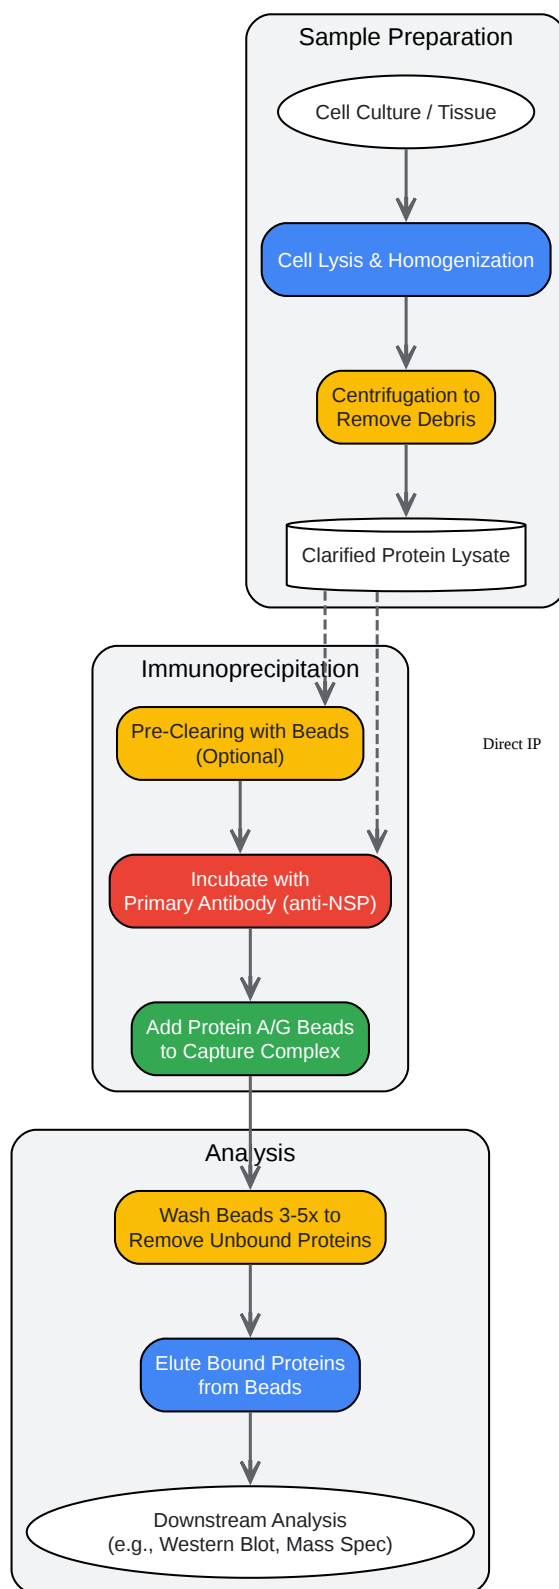 Sample Preparation
Cell Culture / Tissue
Cell Lysis & Homogenization
Centrifugation to
Remove Debris
Clarified Protein Lysate
Immunoprecipitation
Pre-Clearing with Beads
(Optional)
Direct IP
Incubate with
Primary Antibody (anti-NSP)
Add Protein A/G Beads
to Capture Complex
Analysis
Wash Beads 3-5x to
Remove Unbound Proteins
Elute Bound Proteins
from Beads
Downstream Analysis
(e.g., Western Blot, Mass Spec)